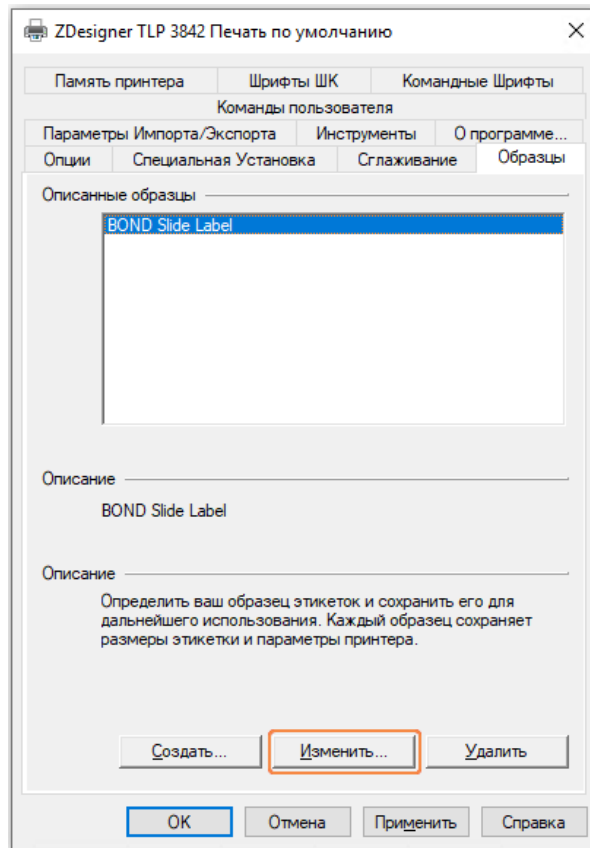 ZDesigner TLP 3842 Печать по умолчанию
Память принтера Шрифты ШК Командные Шрифты
Команды пользователя
Параметры Импорта/Экспорта Инструменты О программе...
Опции Специальная Установка Сглаживание Образцы
Описанные образцы
BOND Slide Label
Описание
BOND Slide Label
Описание
Определить ваш образец этикеток и сохранить его для
дальнейшего использования. Каждый образец сохраняет
размеры этикетки и параметры принтера.
Создать... Изменить... Удалить
OK Отмена Применить Справка